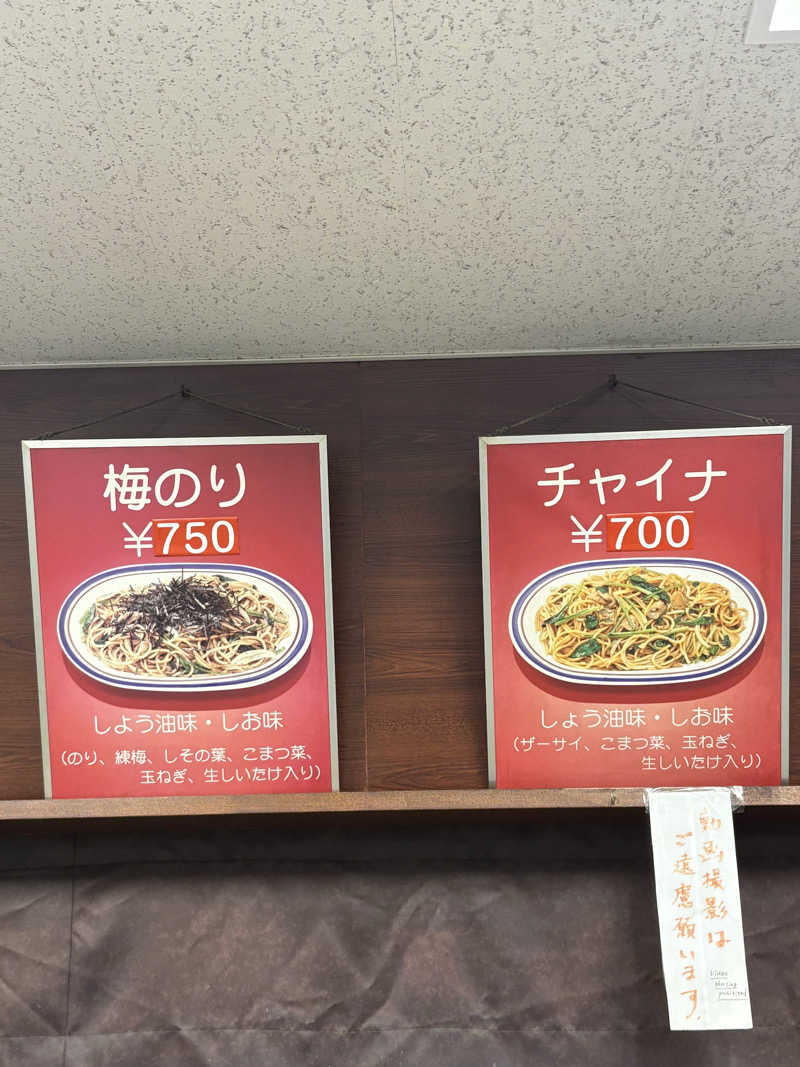 梅のり
¥750
しょう油味・しお味
(のり、練梅、しその葉、こまつ菜、
玉ねぎ、生しいたけ入り)
チャイナ
¥700
しょう油味・しお味
(ザーサイ、こまつ菜、玉ねぎ、
生しいたけ入り)
動画撮影は
ご遠慮願います。
Video